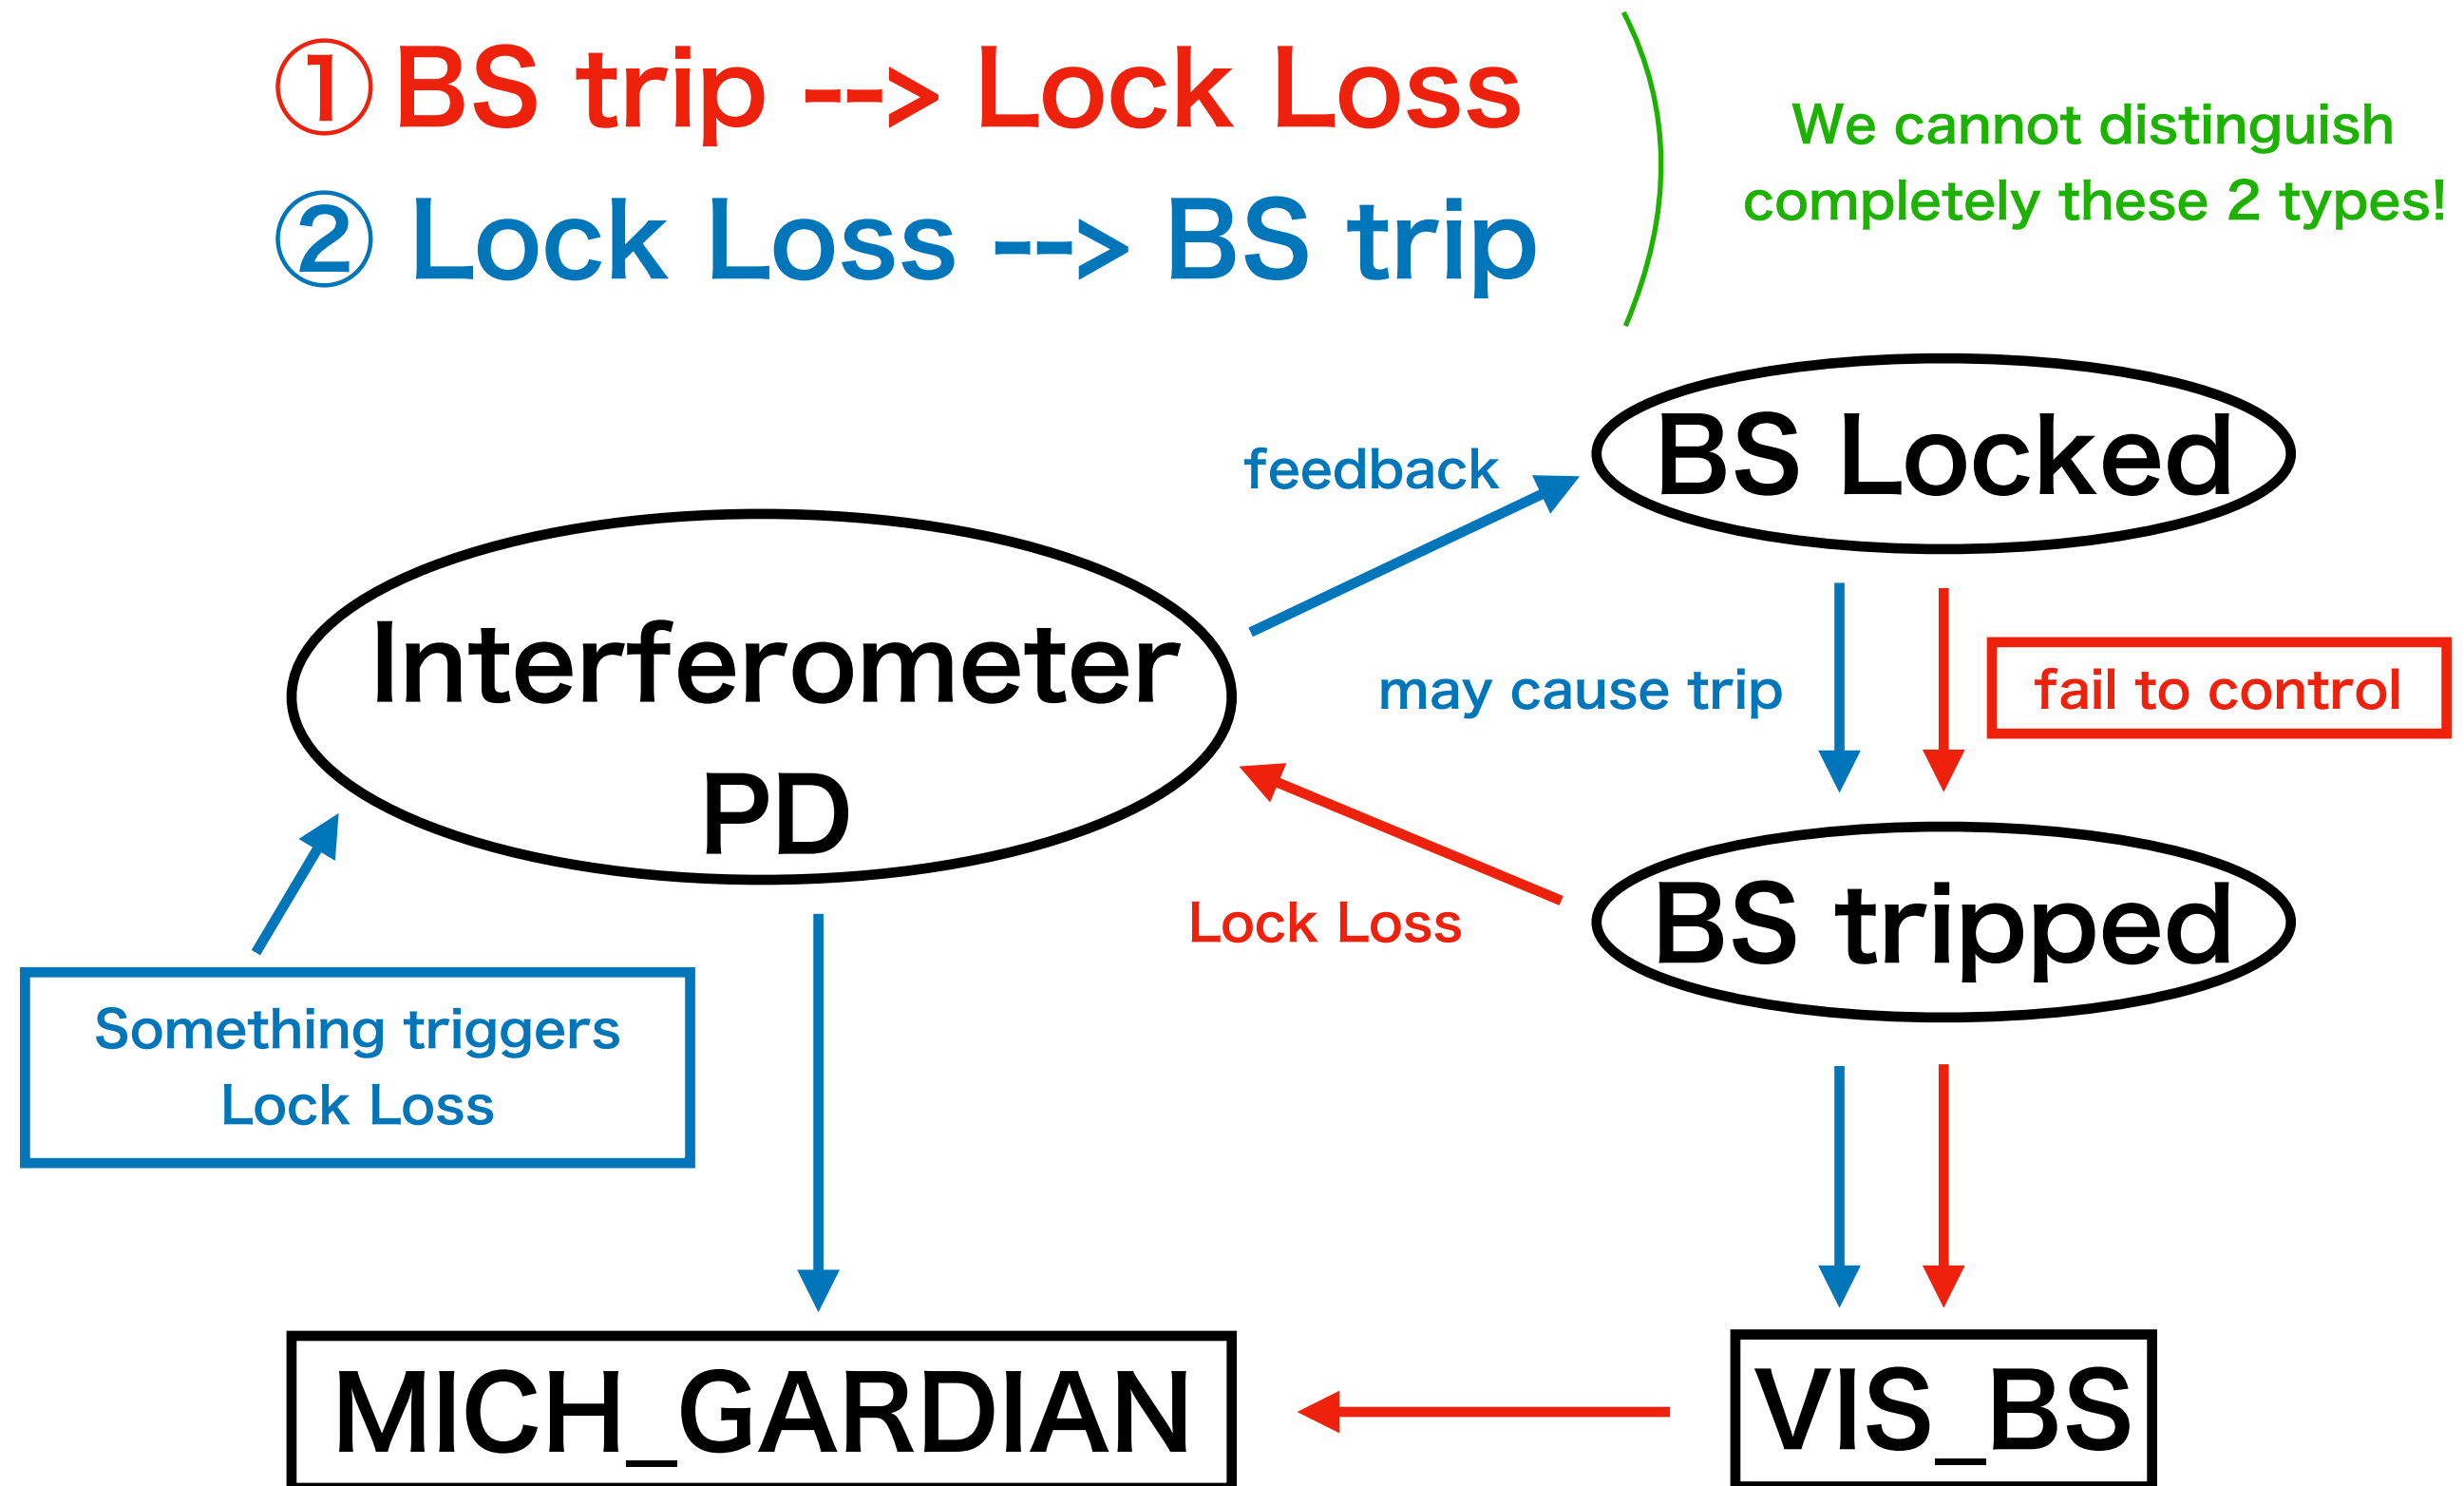 ① BS trip --> Lock Loss
② Lock Loss --> BS trip
We cannot distinguish
completely these 2 types!
BS Locked
feedback
Interferometer
PD
may cause trip
fail to control
BS tripped
Lock Loss
Something triggers
Lock Loss
MICH_GARDIAN
VIS_BS